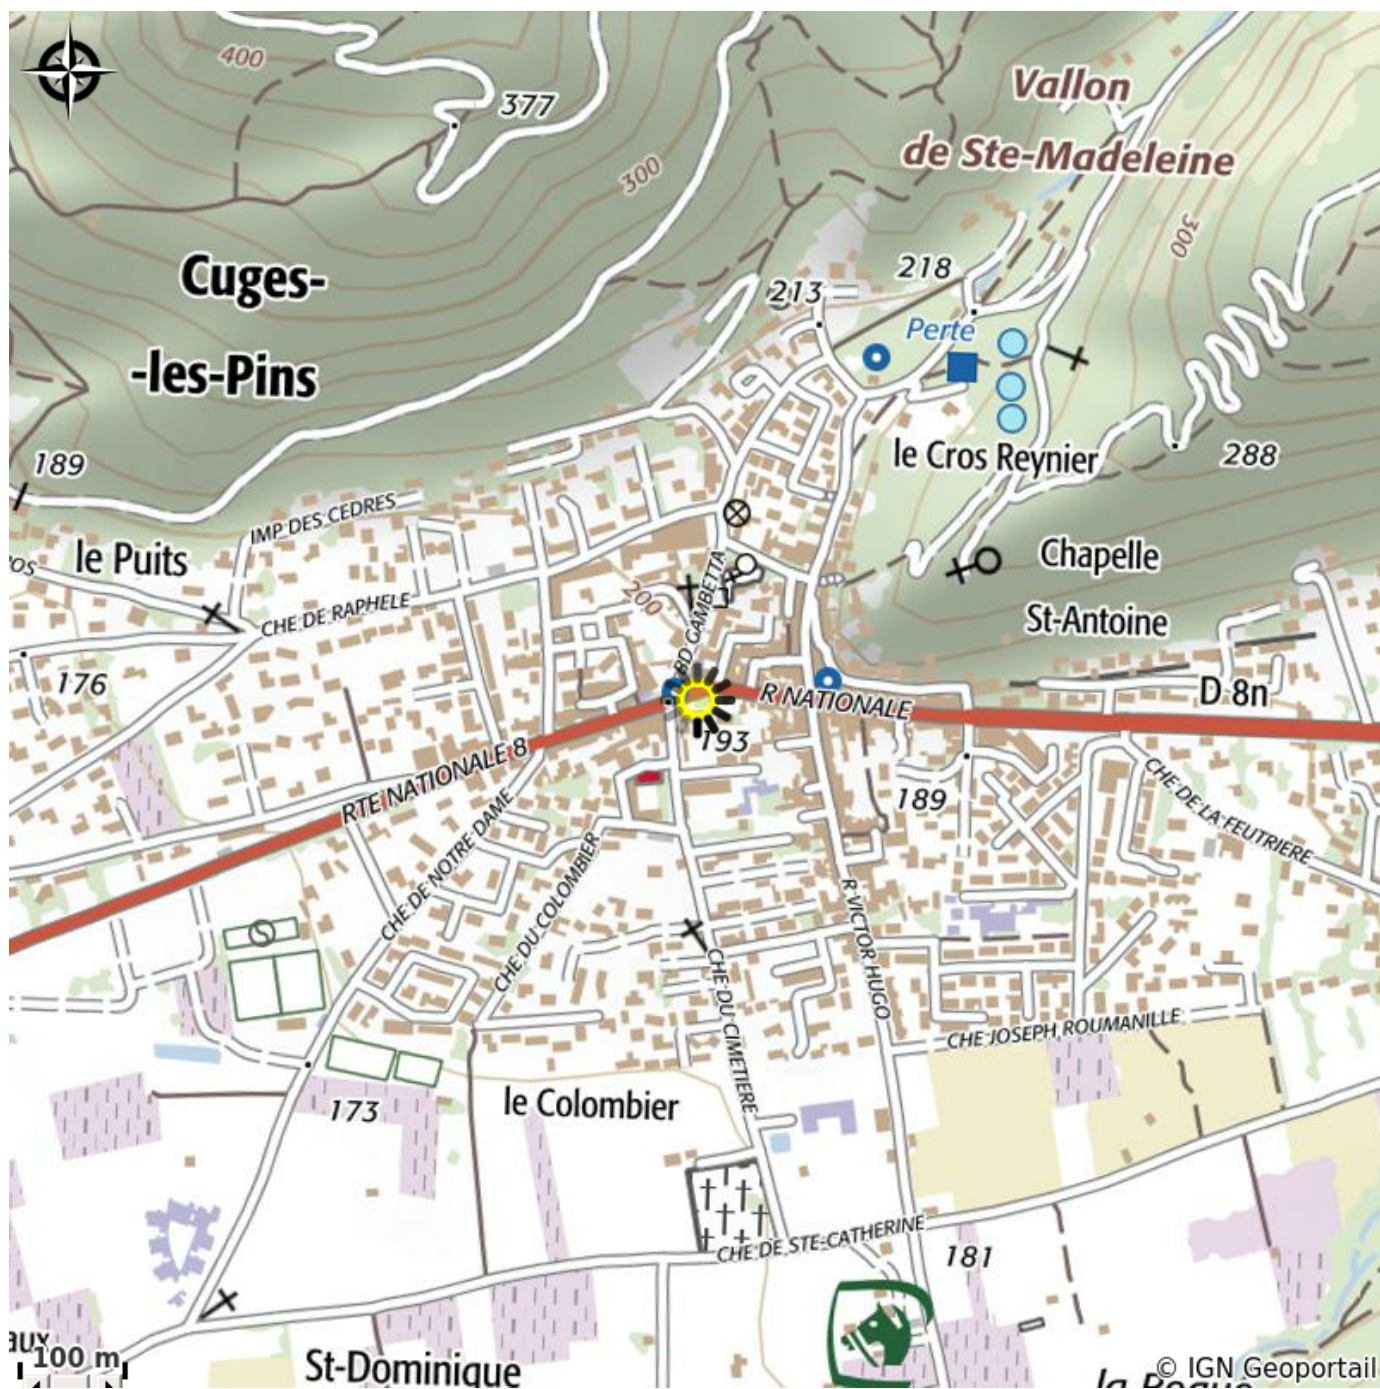 400
377
Vallon
de Ste-Madeleine
300
300
Cuges-
-les-Pins
218
213
Perte
189
le Cros Reynier
288
IMP DES CEDRES
le Puits
Chapelle
St-Antoine
CHE DE RAPHELE
200
BD GAMBETTA
176
D 8n
R NATIONALE
193
RTE NATIONALE 8
189
CHE DE LA FEUTRIERE
CHE DE NOTRE DAME
CHE DU COLOMBIER
R VICTOR HUGO
CHE DU CIMETIERE
CHE JOSEPH ROUMANILLE
le Colombier
173
CHE DE STE-CATHERINE
181
100 m
St-Dominique
© IGN Geoportail